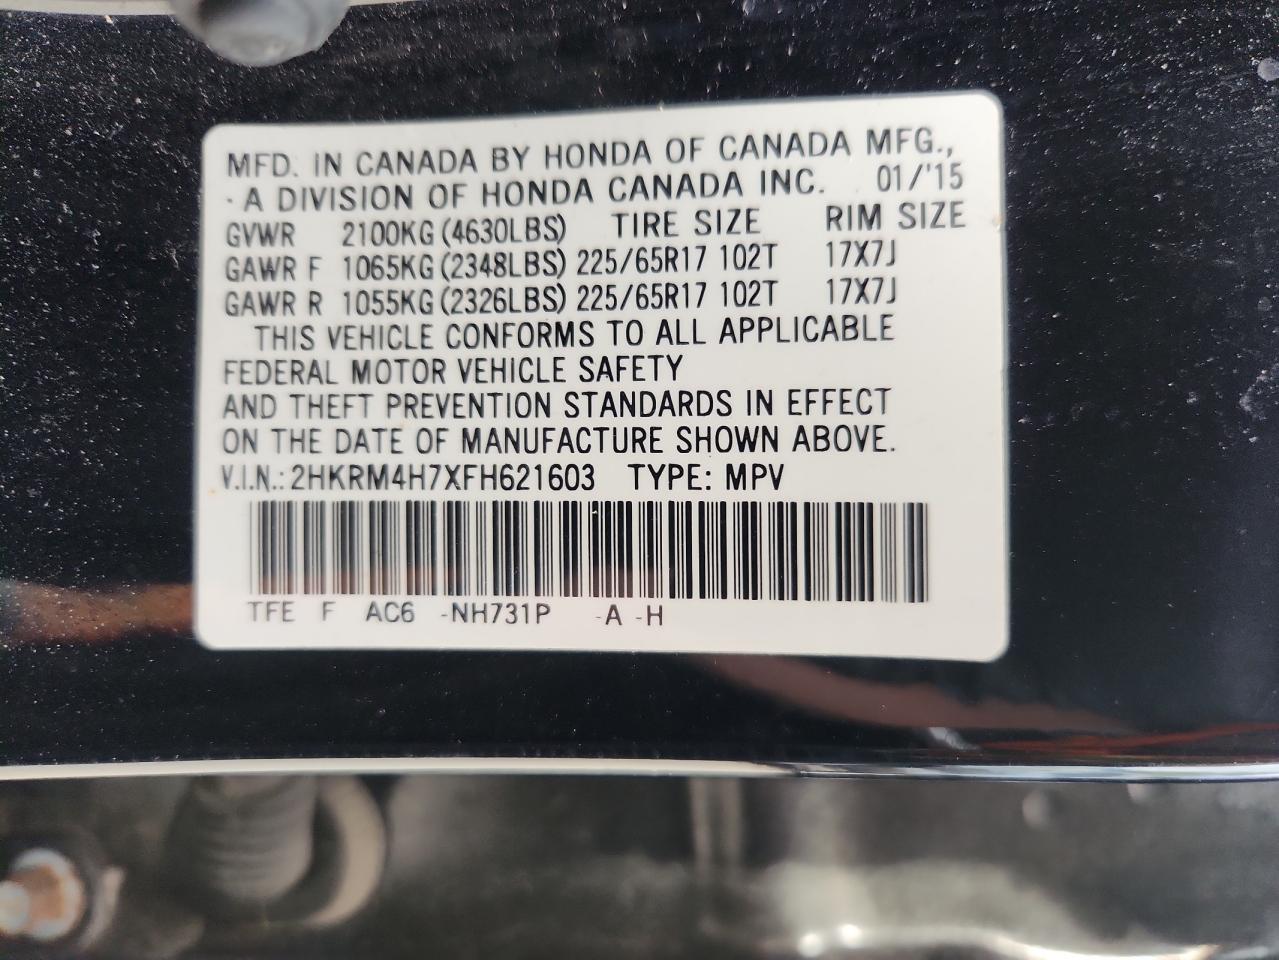 MFD. IN CANADA BY HONDA OF CANADA MFG.,
A DIVISION OF HONDA CANADA INC. 01/'15
GVWR 2100KG (4630LBS) TIRE SIZE RIM SIZE
GAWR F 1065KG (2348LBS) 225/65R17 102T 17X7J
GAWR R 1055KG (2326LBS) 225/65R17 102T 17X7J
THIS VEHICLE CONFORMS TO ALL APPLICABLE
FEDERAL MOTOR VEHICLE SAFETY
AND THEFT PREVENTION STANDARDS IN EFFECT
ON THE DATE OF MANUFACTURE SHOWN ABOVE.
V.I.N.: 2HKRM4H7XFH621603 TYPE: MPV
TFE F AC6 -NH731P -A -H